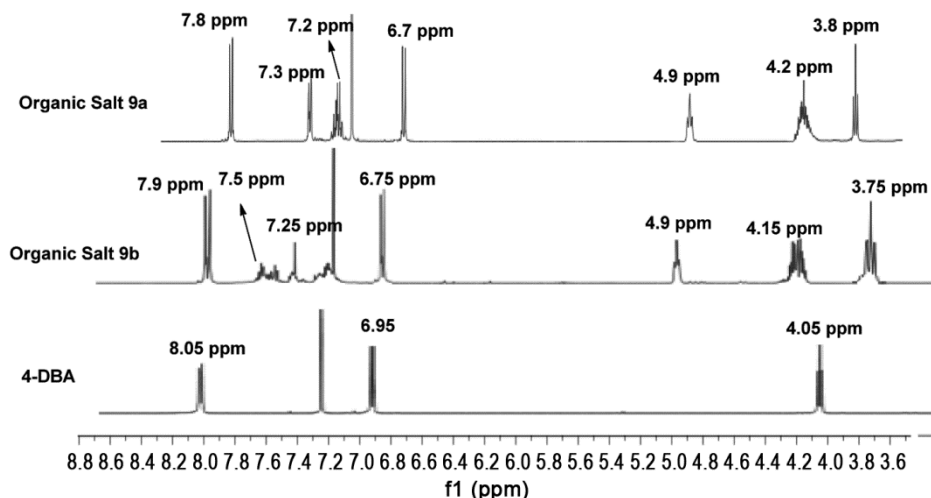 7.8 ppm
7.2 ppm
7.3 ppm
6.7 ppm
4.9 ppm
4.2 ppm
3.8 ppm
Organic Salt 9a
7.9 ppm
7.5 ppm
7.25 ppm
6.75 ppm
4.9 ppm
4.15 ppm
3.75 ppm
Organic Salt 9b
8.05 ppm
6.95
4.05 ppm
4-DBA
8.8 8.6 8.4 8.2 8.0 7.8 7.6 7.4 7.2 7.0 6.8 6.6 6.4 6.2 6.0 5.8 5.6 5.4 5.2 5.0 4.8 4.6 4.4 4.2 4.0 3.8 3.6
f1 (ppm)